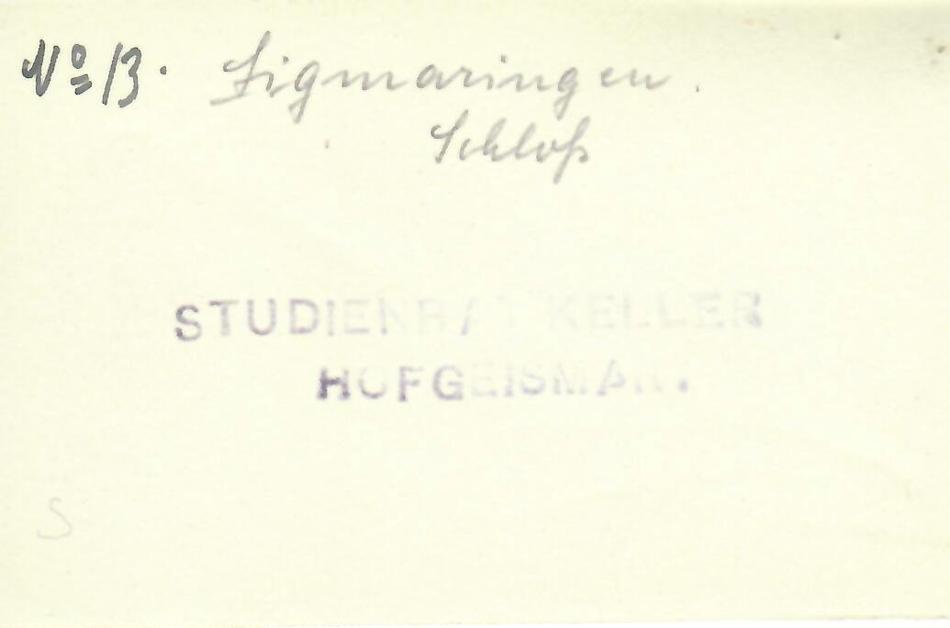 Nº 13. Sigmaringen.
Schloß
STUDIENRAT KELLER
HOFGEISMAR.
S